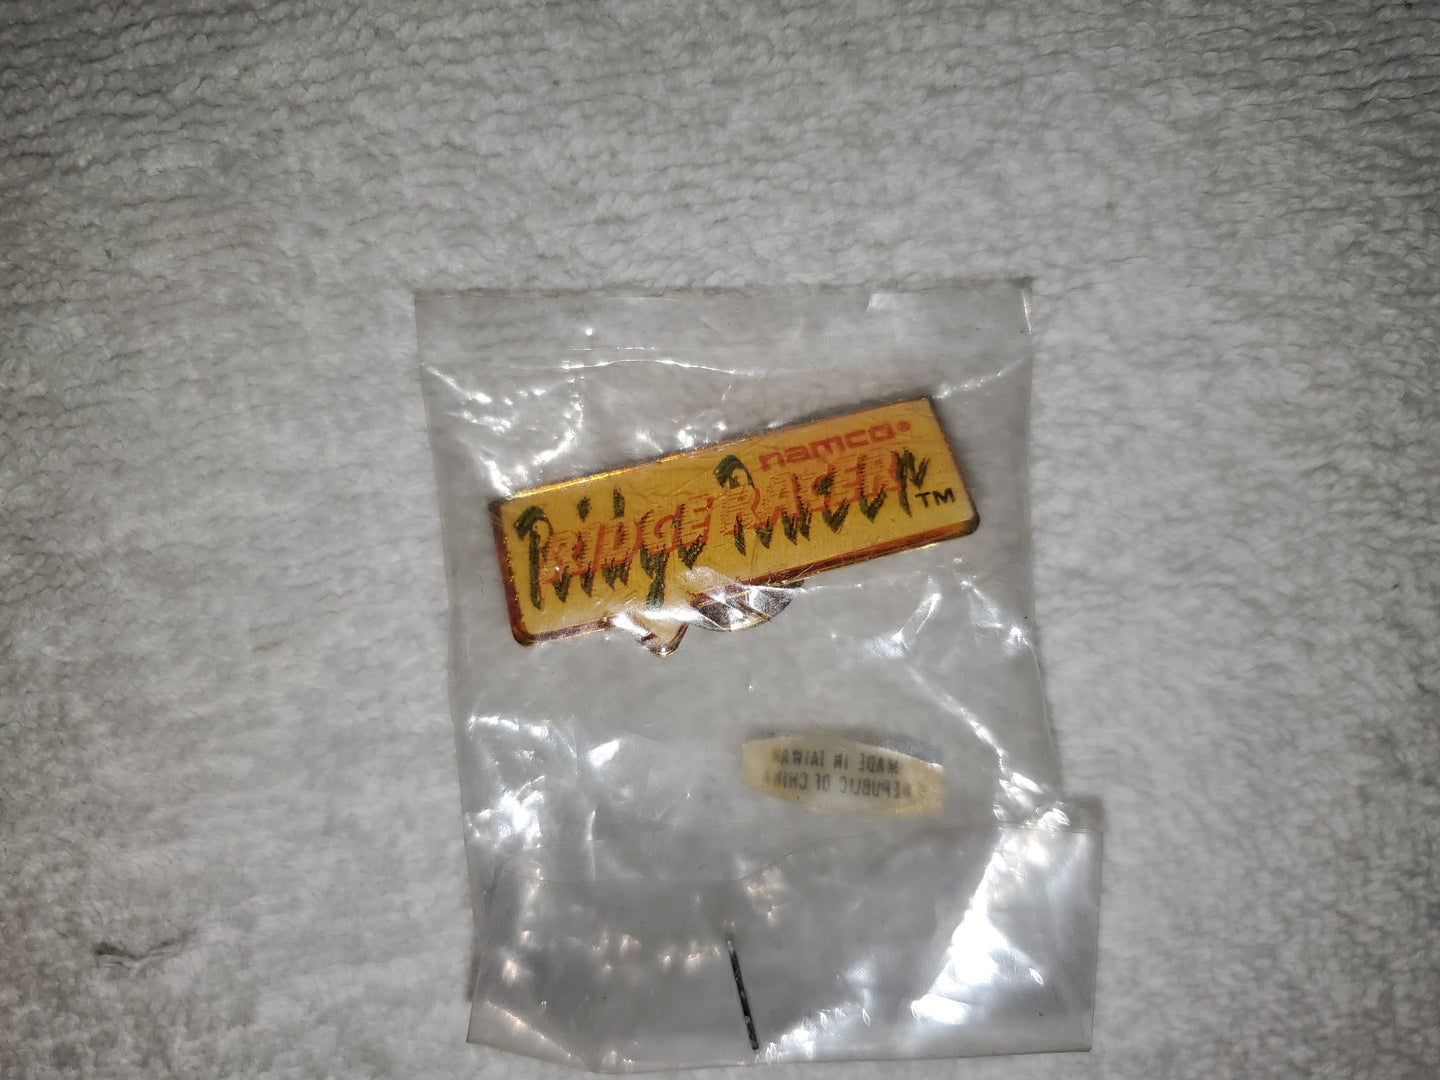 namco
Ridge Racer
RIDGE RACER
TM
MADE IN TAIWAN
REPUBLIC OF CHINA